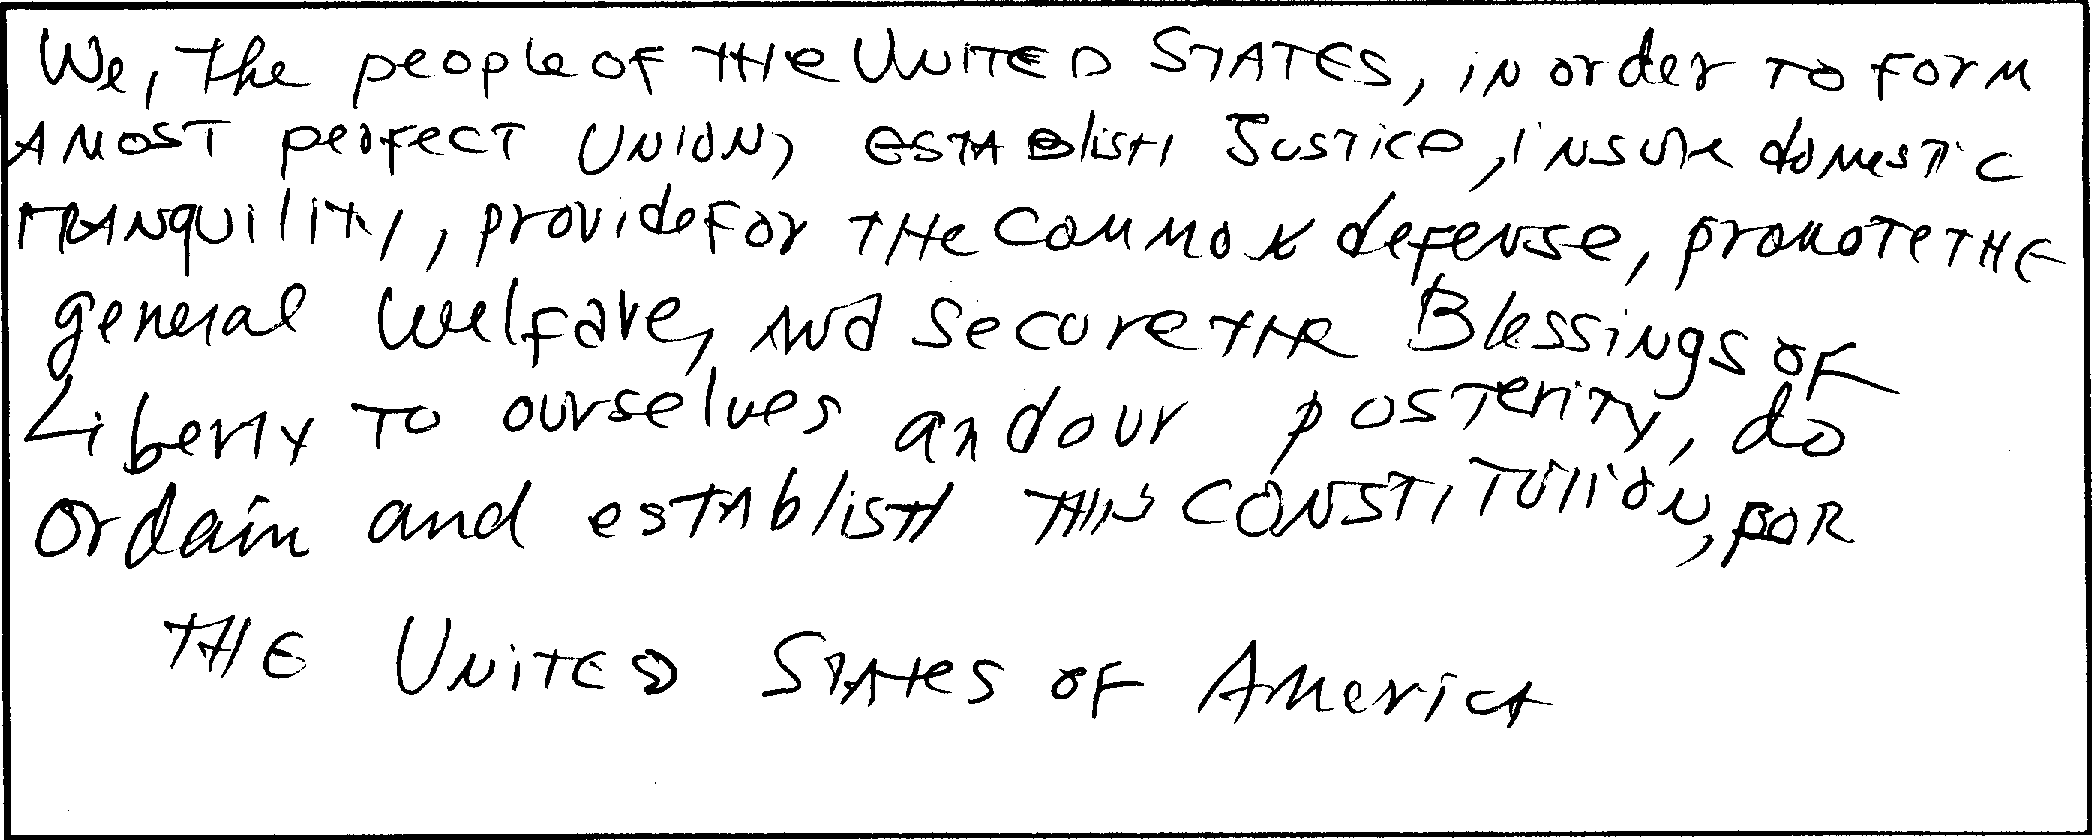 We, the people of THe UNITED STATES, in order TO form
A MOST perfect UNION, ESTABlisH Justice, insure domestic
TRANquility, provide for THe common defense, promote THE
general welfare, and secure THE Blessings OF
Liberty TO ourselves and our posterity, do
ordain and estAblisH THIS CONSTITUTION, FOR
THE UNITED STATES OF AMericA